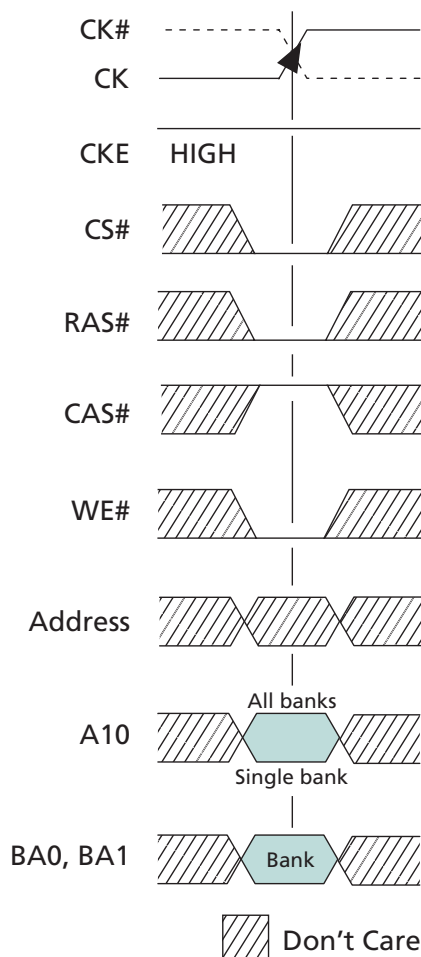 CK#
CK
CKE HIGH
CS#
RAS#
CAS#
WE#
Address
All banks
A10
Single bank
BA0, BA1 Bank
Don't Care